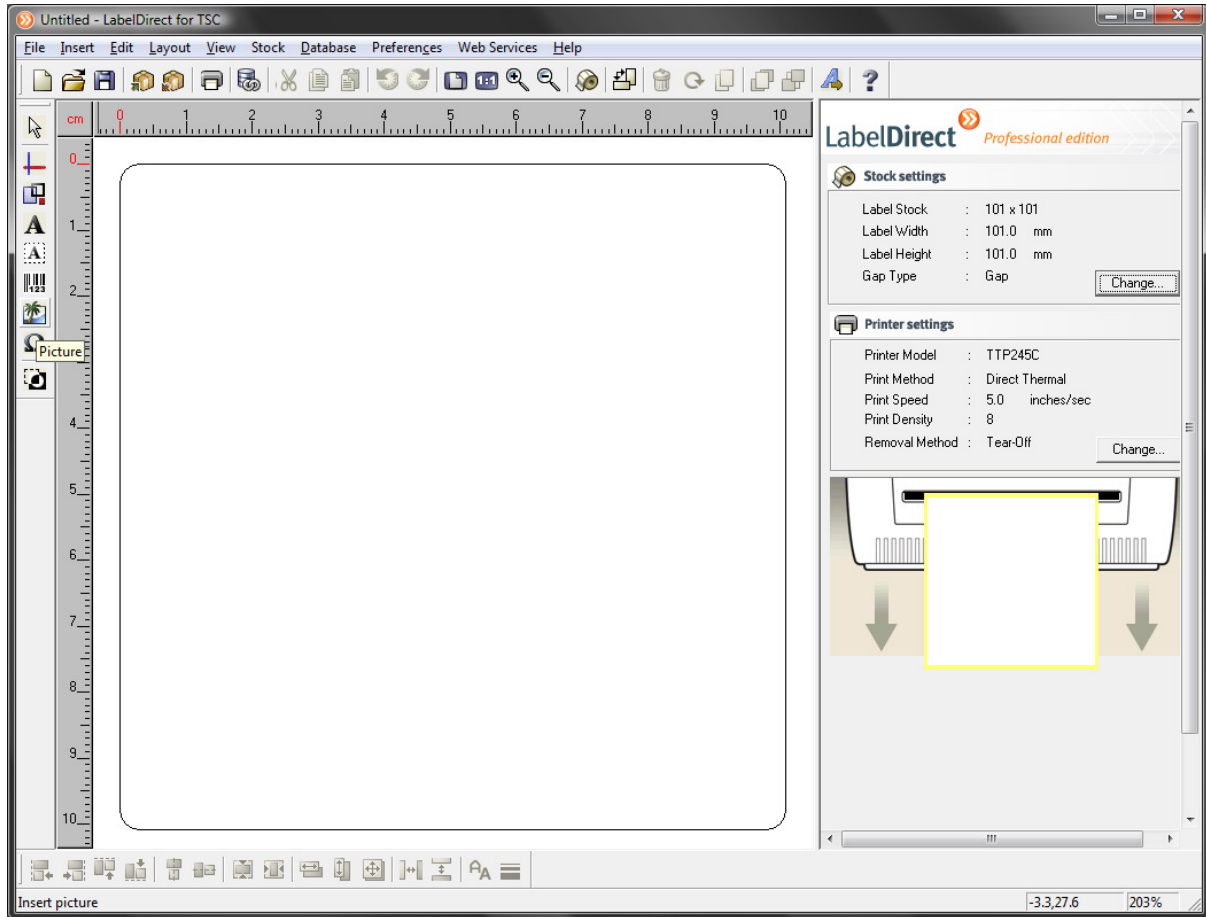 Untitled - LabelDirect for TSC
File Insert Edit Layout View Stock Database Preferences Web Services Help
1:1
?
cm 0 1 2 3 4 5 6 7 8 9 10
0
1
2
4
5
6
7
8
9
10
A
A
123
Picture
LabelDirect Professional edition
Stock settings
Label Stock : 101 x 101
Label Width : 101.0 mm
Label Height : 101.0 mm
Gap Type : Gap
Change...
Printer settings
Printer Model : TTP245C
Print Method : Direct Thermal
Print Speed : 5.0 inches/sec
Print Density : 8
Removal Method : Tear-Off
Change...
AA
Insert picture
-3.3,27.6
203%